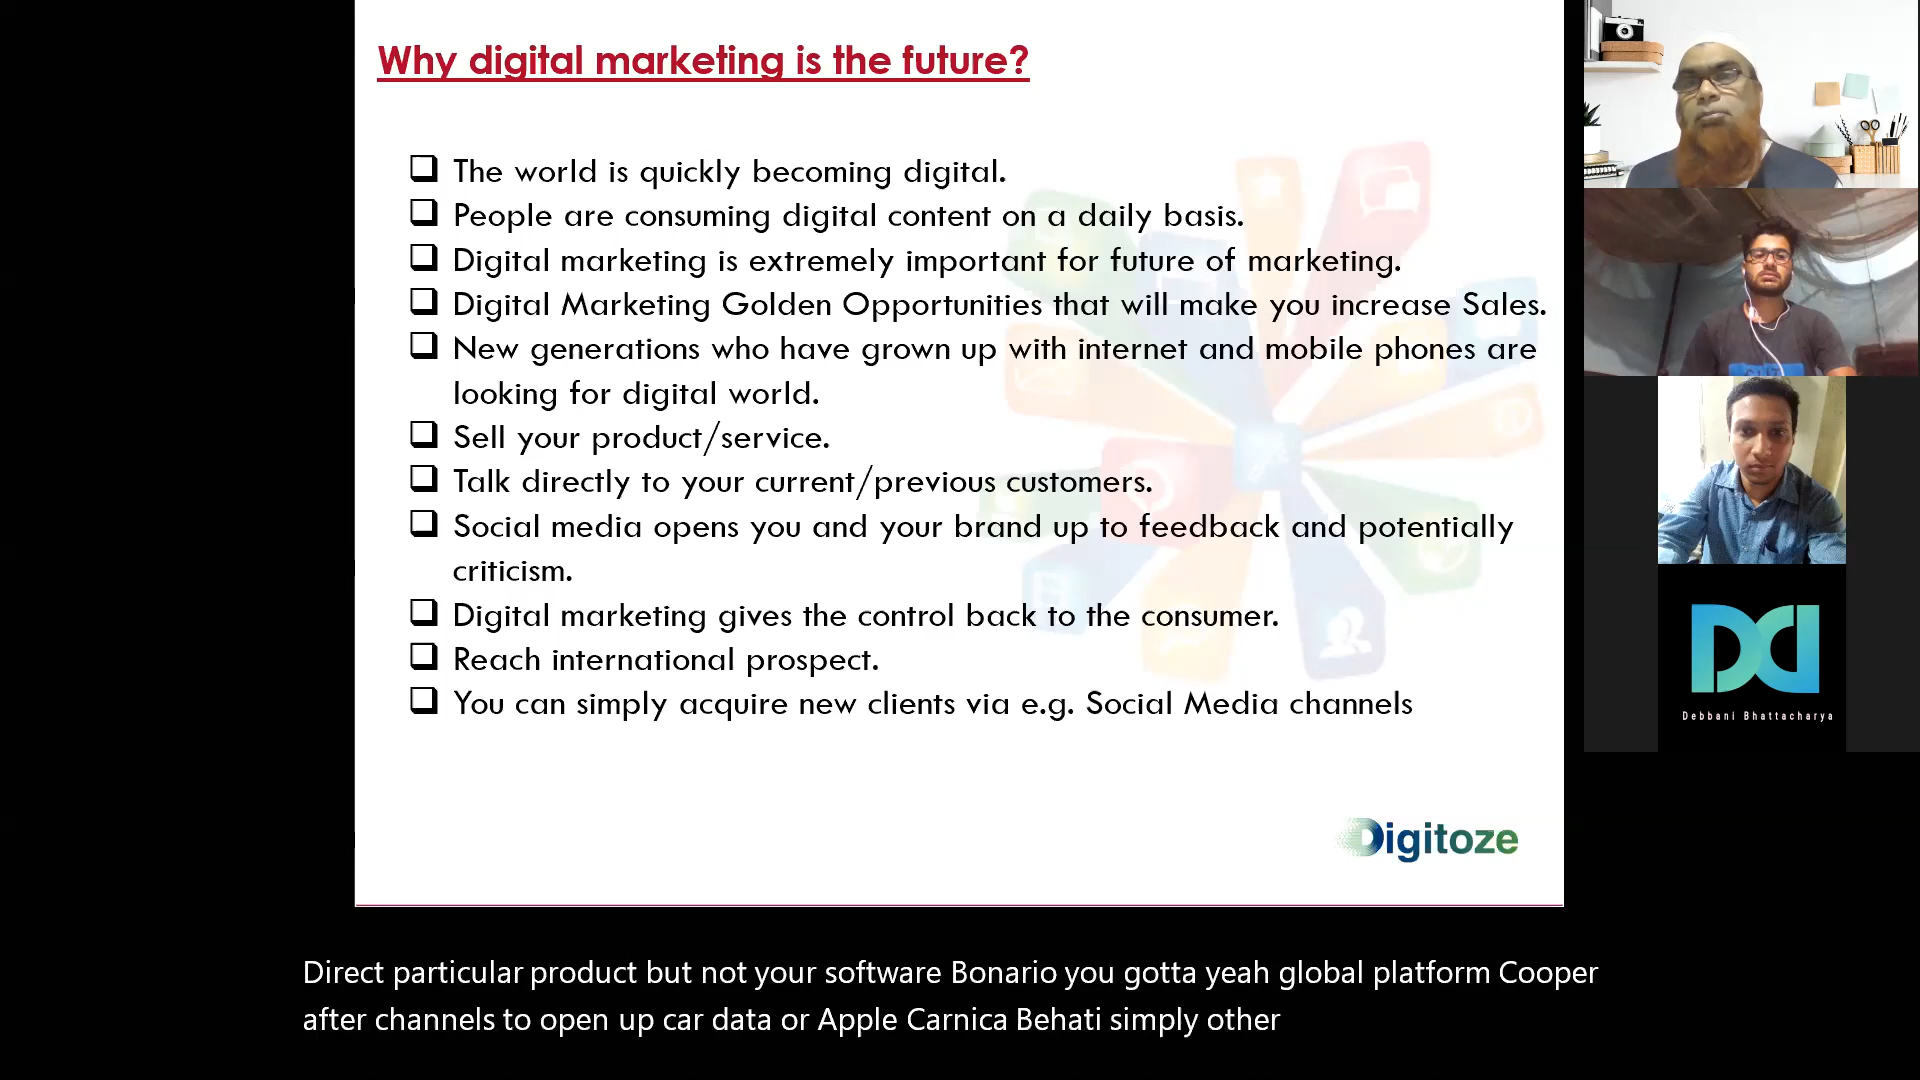 Why digital marketing is the future?
The world is quickly becoming digital.
People are consuming digital content on a daily basis.
Digital marketing is extremely important for future of marketing.
Digital Marketing Golden Opportunities that will make you increase Sales.
New generations who have grown up with internet and mobile phones are
looking for digital world.
Sell your product/service.
Talk directly to your current/previous customers.
Social media opens you and your brand up to feedback and potentially
criticism.
Digital marketing gives the control back to the consumer.
Reach international prospect.
You can simply acquire new clients via e.g. Social Media channels
Digitoze
Debbani Bhattacharya
Direct particular product but not your software Bonario you gotta yeah global platform Cooper
after channels to open up car data or Apple Carnica Behati simply other